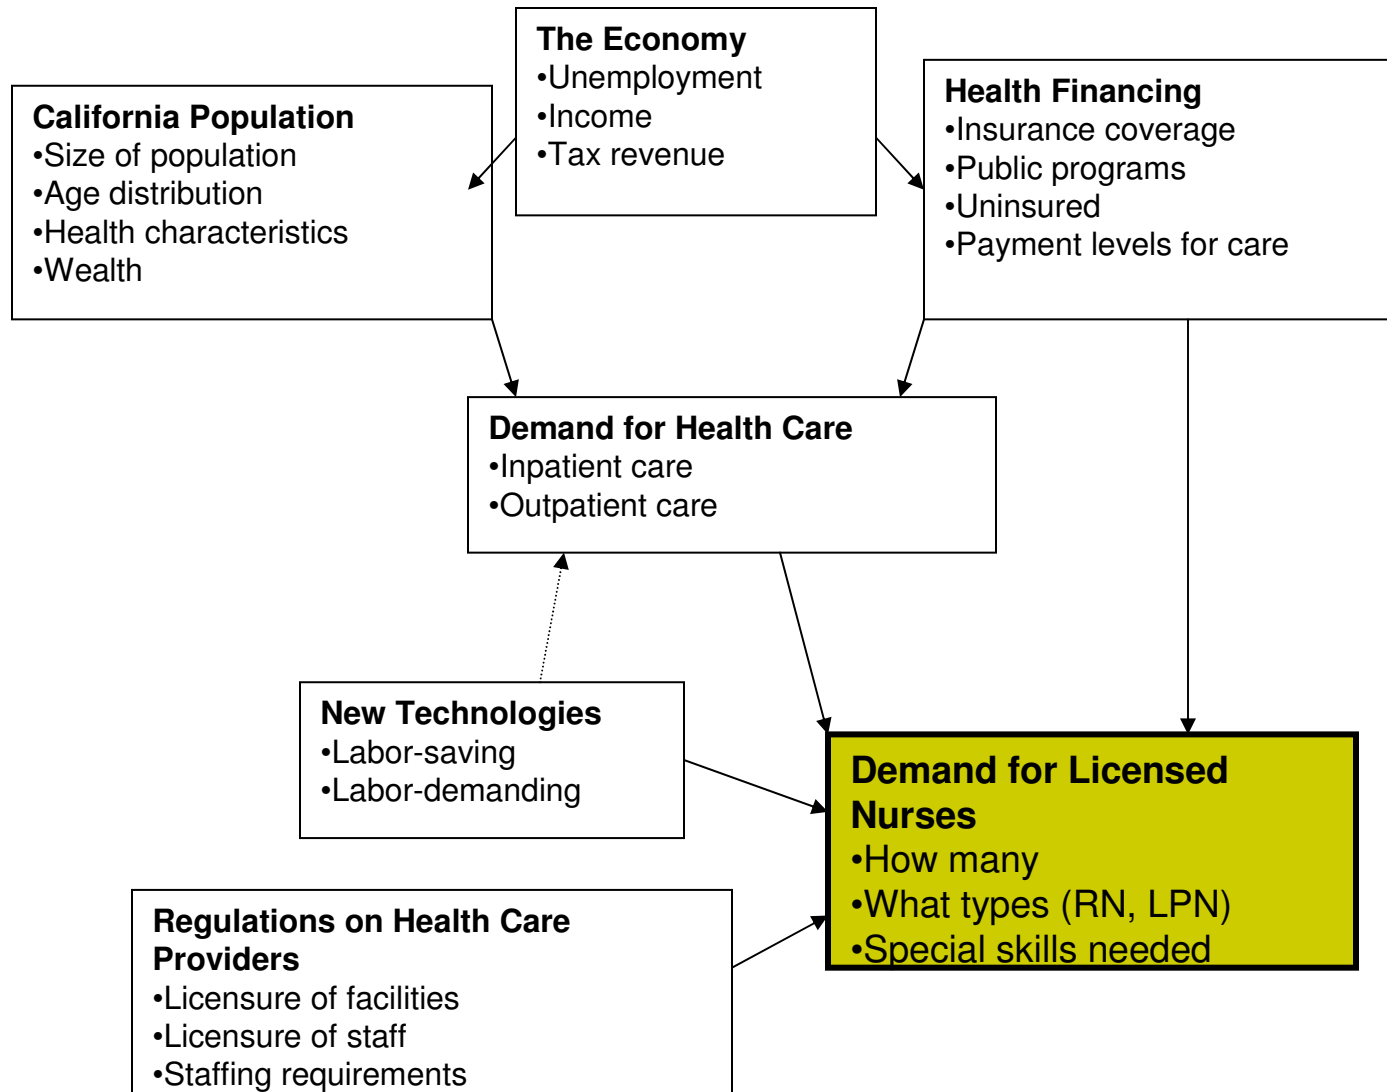 The Economy
•Unemployment
•Income
•Tax revenue
California Population
•Size of population
•Age distribution
•Health characteristics
•Wealth
Health Financing
•Insurance coverage
•Public programs
•Uninsured
•Payment levels for care
Demand for Health Care
•Inpatient care
•Outpatient care
New Technologies
•Labor-saving
•Labor-demanding
Demand for Licensed
Nurses
•How many
•What types (RN, LPN)
•Special skills needed
Regulations on Health Care
Providers
•Licensure of facilities
•Licensure of staff
•Staffing requirements